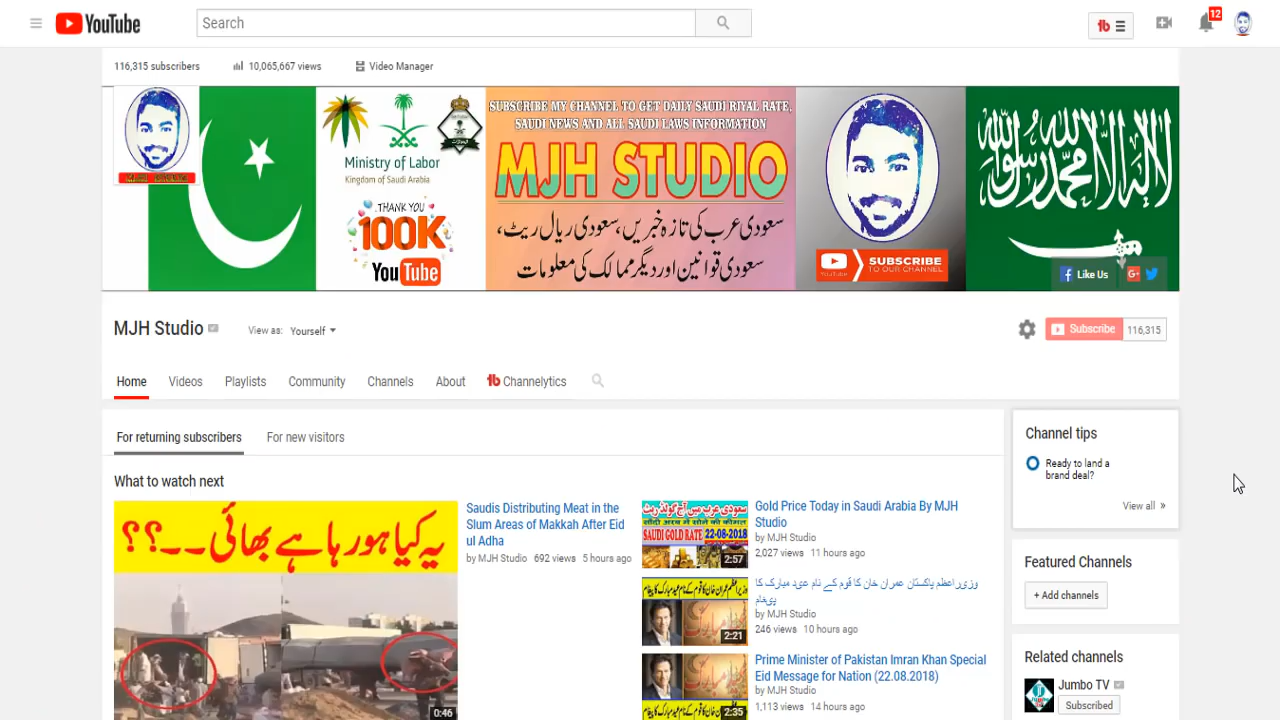 YouTube
Search
12
116,315 subscribers
10,065,667 views
Video Manager
MJH STUDIO
Ministry of Labor
Kingdom of Saudi Arabia
THANK YOU
100K
YouTube
SUBSCRIBE MY CHANNEL TO GET DAILY SAUDI RIYAL RATE,
SAUDI NEWS AND ALL SAUDI LAWS INFORMATION
MJH STUDIO
سعودی عرب کی تازہ خبریں، سعودی ریال ریٹ،
سعودی قوانین اور دیگر ممالک کی معلومات
SUBSCRIBE
TO OUR CHANNEL
لا إله إلا الله محمد رسول الله
Like Us
MJH Studio
View as: Yourself
Subscribe 116,315
Home
Videos
Playlists
Community
Channels
About
Channelytics
For returning subscribers
For new visitors
What to watch next
یہ کیا ہو رہا ہے بھائی۔۔؟؟
0:46
Saudis Distributing Meat in the
Slum Areas of Makkah After Eid
ul Adha
by MJH Studio 692 views 5 hours ago
سعودی عرب میں آج گولڈ ریٹ
SAUDI GOLD RATE
22-08-2018
2:57
Gold Price Today in Saudi Arabia By MJH
Studio
by MJH Studio
2,027 views 11 hours ago
2:21
وزیراعظم پاکستان عمران خان کا قوم کے نام عید مبارک کا
پیغام
by MJH Studio
246 views 10 hours ago
2:35
Prime Minister of Pakistan Imran Khan Special
Eid Message for Nation (22.08.2018)
by MJH Studio
1,113 views 14 hours ago
Channel tips
Ready to land a
brand deal?
View all »
Featured Channels
+ Add channels
Related channels
Jumbo TV
Subscribed